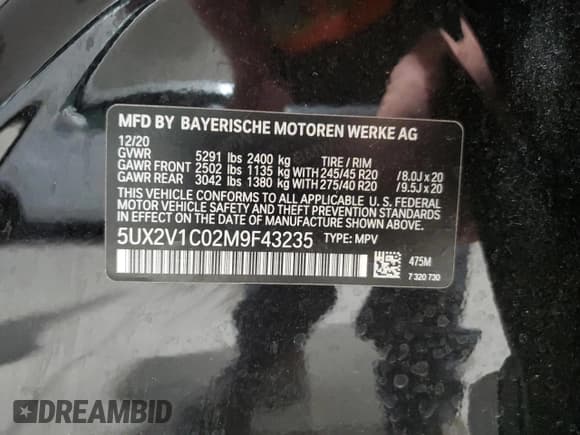 MFD BY BAYERISCHE MOTOREN WERKE AG
12/20
GVWR 5291 lbs 2400 kg TIRE / RIM
GAWR FRONT 2502 lbs 1135 kg WITH 245/45 R20 /8.0J x 20
GAWR REAR 3042 lbs 1380 kg WITH 275/40 R20 /9.5J x 20
THIS VEHICLE CONFORMS TO ALL APPLICABLE U. S. FEDERAL
MOTOR VEHICLE SAFETY AND THEFT PREVENTION STANDARDS
IN EFFECT ON THE DATE OF MANUFACTURE SHOWN ABOVE.
5UX2V1C02M9F43235 TYPE: MPV
475M
7 320 730
DREAMBID